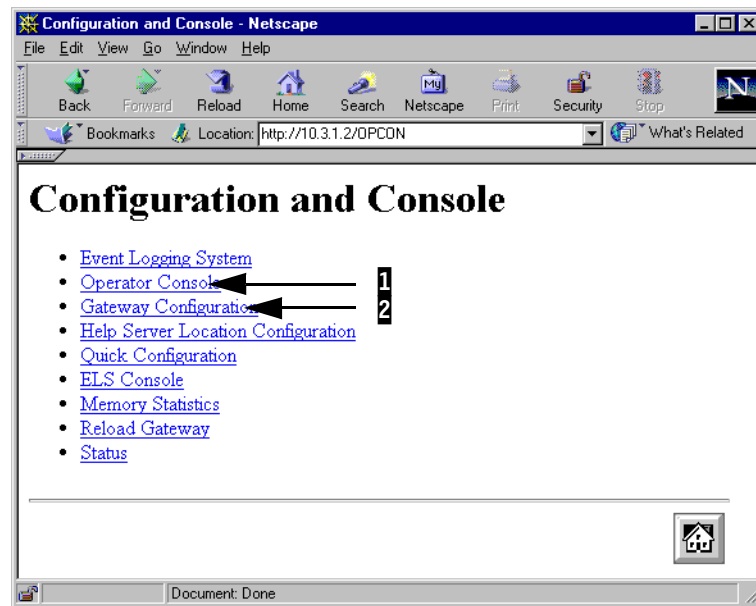 Configuration and Console - Netscape
File Edit View Go Window Help
Back Forward Reload Home Search Netscape Print Security Stop
My
N
Bookmarks Location: http://10.3.1.2/OPCON What's Related
Configuration and Console
• Event Logging System
• Operator Console 1
• Gateway Configuration 2
• Help Server Location Configuration
• Quick Configuration
• ELS Console
• Memory Statistics
• Reload Gateway
• Status
Document: Done